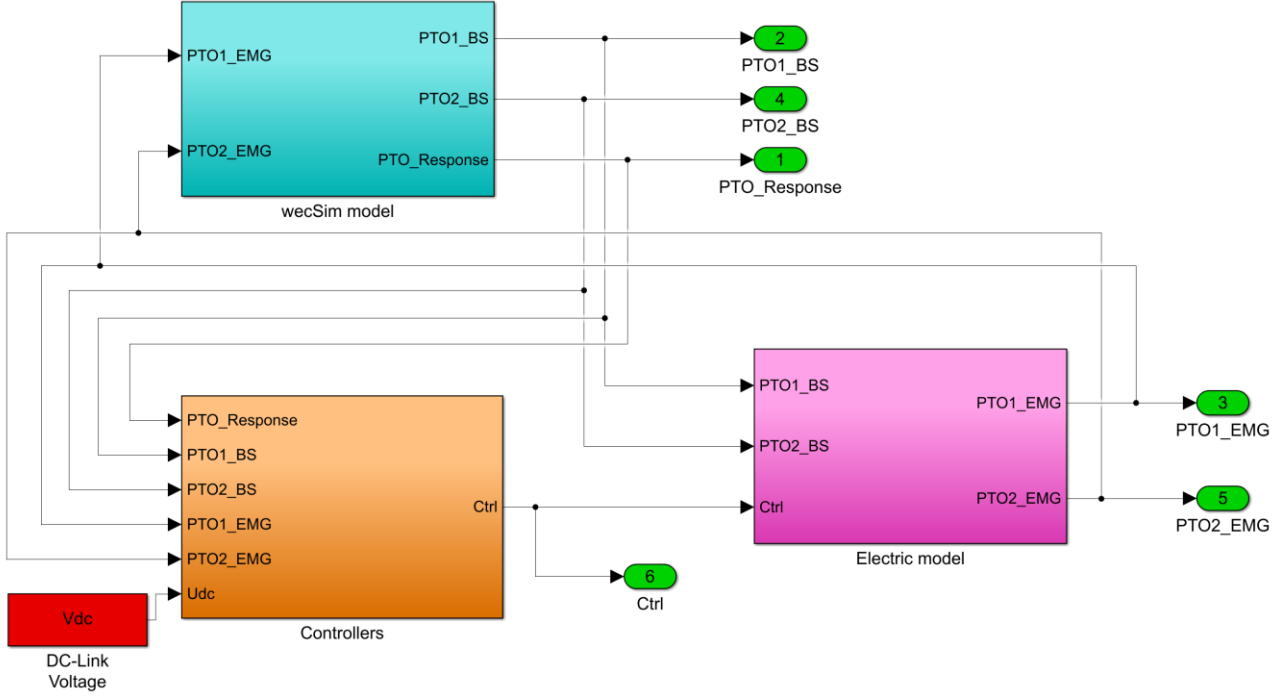 PTO1_EMG
PTO2_EMG
PTO1_BS
PTO2_BS
PTO_Response
wecSim model
2
PTO1_BS
4
PTO2_BS
1
PTO_Response
PTO_Response
PTO1_BS
PTO2_BS
PTO1_EMG
PTO2_EMG
Udc
Ctrl
Controllers
Vdc
DC-Link
Voltage
6
Ctrl
PTO1_BS
PTO2_BS
Ctrl
PTO1_EMG
PTO2_EMG
Electric model
3
PTO1_EMG
5
PTO2_EMG